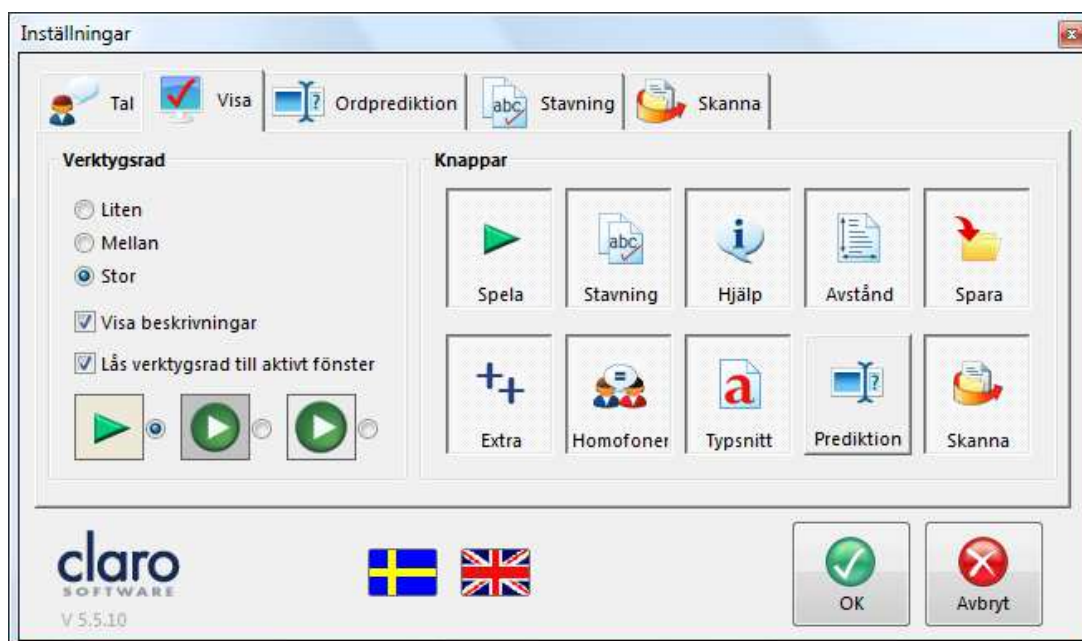 Inställningar
Tal Visa Ordprediktion Stavning Skanna
Verktygsrad
Liten
Mellan
Stor
Visa beskrivningar
Lås verktygsrad till aktivt fönster
Knappar
Spela Stavning Hjälp Avstånd Spara
Extra Homofoner Typsnitt Prediktion Skanna
claro
SOFTWARE
V 5.5.10
OK Avbryt